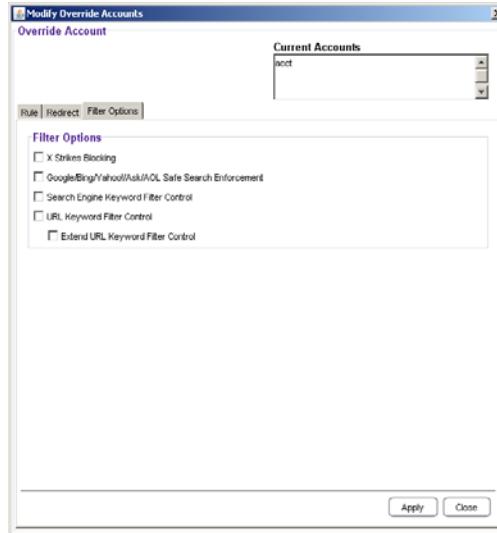 Modify Override Accounts
Override Account
Current Accounts
acct
Rule Redirect Filter Options
Filter Options
X Strikes Blocking
Google/Bing/Yahoo!/Ask/AOL Safe Search Enforcement
Search Engine Keyword Filter Control
URL Keyword Filter Control
Extend URL Keyword Filter Control
Apply Close